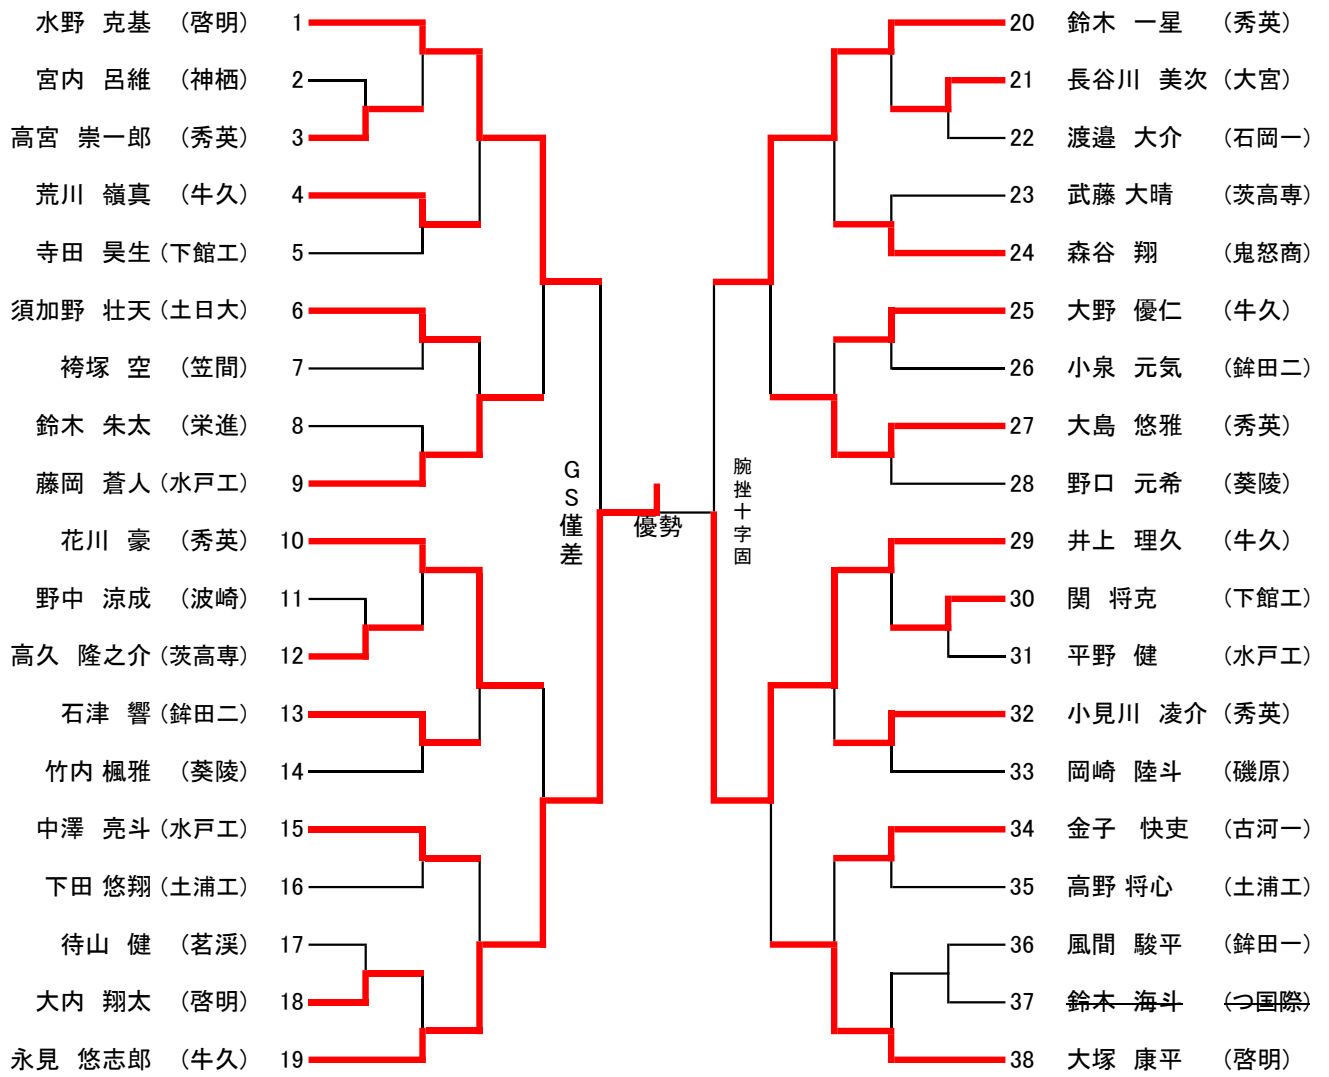 水野 克基 (啓明) 1
宮内 呂維 (神栖) 2
高宮 崇一郎 (秀英) 3
荒川 嶺真 (牛久) 4
寺田 昊生 (下館工) 5
須加野 壮天 (土日大) 6
袴塚 空 (笠間) 7
鈴木 朱太 (栄進) 8
藤岡 蒼人 (水戸工) 9
花川 豪 (秀英) 10
野中 涼成 (波崎) 11
高久 隆之介 (茨高専) 12
石津 響 (鉾田二) 13
竹内 楓雅 (葵陵) 14
中澤 亮斗 (水戸工) 15
下田 悠翔 (土浦工) 16
待山 健 (茗渓) 17
大内 翔太 (啓明) 18
永見 悠志郎 (牛久) 19
GS僅差
優勢
腕挫十字固
20 鈴木 一星 (秀英)
21 長谷川 美次 (大宮)
22 渡邉 大介 (石岡一)
23 武藤 大晴 (茨高専)
24 森谷 翔 (鬼怒商)
25 大野 優仁 (牛久)
26 小泉 元気 (鉾田二)
27 大島 悠雅 (秀英)
28 野口 元希 (葵陵)
29 井上 理久 (牛久)
30 関 将克 (下館工)
31 平野 健 (水戸工)
32 小見川 凌介 (秀英)
33 岡崎 陸斗 (磯原)
34 金子 快吏 (古河一)
35 高野 将心 (土浦工)
36 風間 駿平 (鉾田一)
37 鈴木 海斗 (つ国際)
38 大塚 康平 (啓明)